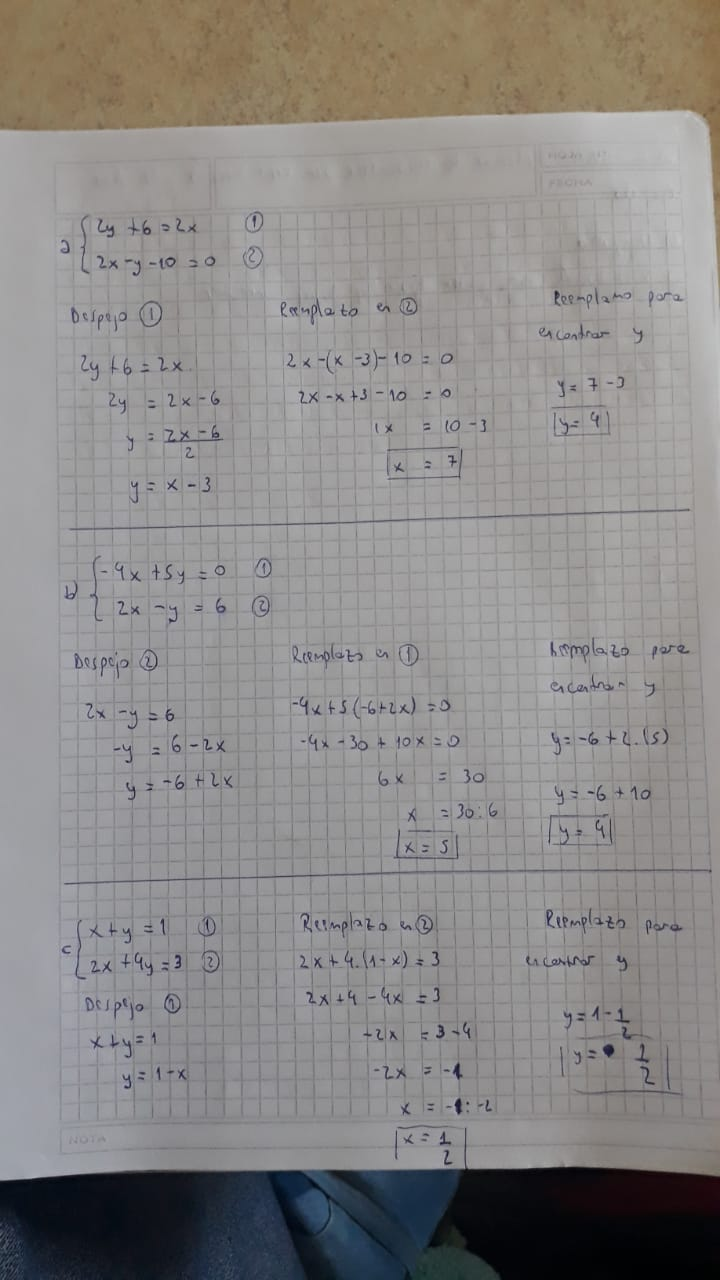 HOJA Nº
FECHA
a) { 2y + 6 = 2x ①
2x - y - 10 = 0 ②
Despejo ①
2y + 6 = 2x
2y = 2x - 6
y = 2x - 6 / 2
y = x - 3
Reemplazo en ②
2x - (x - 3) - 10 = 0
2x - x + 3 - 10 = 0
1x = 10 - 3
x = 7
Reemplazo para
encontrar y
y = 7 - 3
y = 4
b) { -4x + 5y = 0 ①
2x - y = 6 ②
Despejo ②
2x - y = 6
-y = 6 - 2x
y = -6 + 2x
Reemplazo en ①
-4x + 5 (-6 + 2x) = 0
-4x - 30 + 10x = 0
6x = 30
x = 30 : 6
x = 5
Reemplazo para
encontrar y
y = -6 + 2 . (5)
y = -6 + 10
y = 4
c { x + y = 1 ①
2x + 4y = 3 ②
Despejo ①
x + y = 1
y = 1 - x
Reemplazo en ②
2x + 4 . (1 - x) = 3
2x + 4 - 4x = 3
-2x = 3 - 4
-2x = -1
x = -1 : -2
x = 1/2
Reemplazo para
encontrar y
y = 1 - 1/2
y = 1/2
NOTA